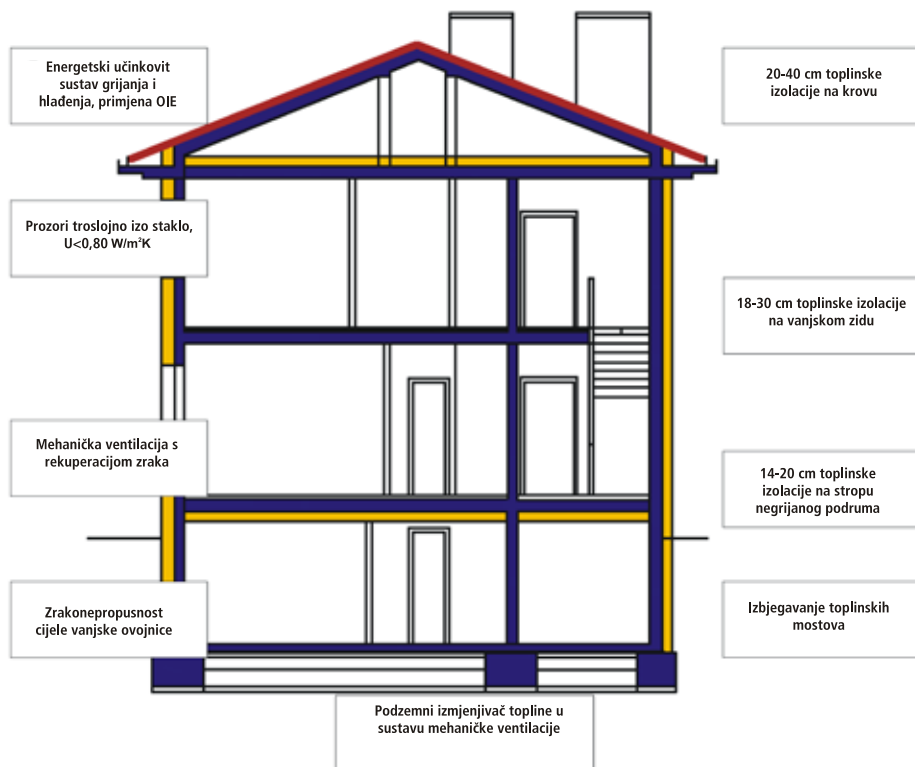 Energetski učinkovit
sustav grijanja i
hlađenja, primjena OIE
20-40 cm toplinske
izolacije na krovu
Prozori troslojno izo staklo,
U<0,80 W/m²K
18-30 cm toplinske izolacije
na vanjskom zidu
Mehanička ventilacija s
rekuperacijom zraka
14-20 cm toplinske
izolacije na stropu
negrijanog podruma
Zrakonepropusnost
cijele vanjske ovojnice
Izbjegavanje toplinskih
mostova
Podzemni izmjenjivač topline u
sustavu mehaničke ventilacije